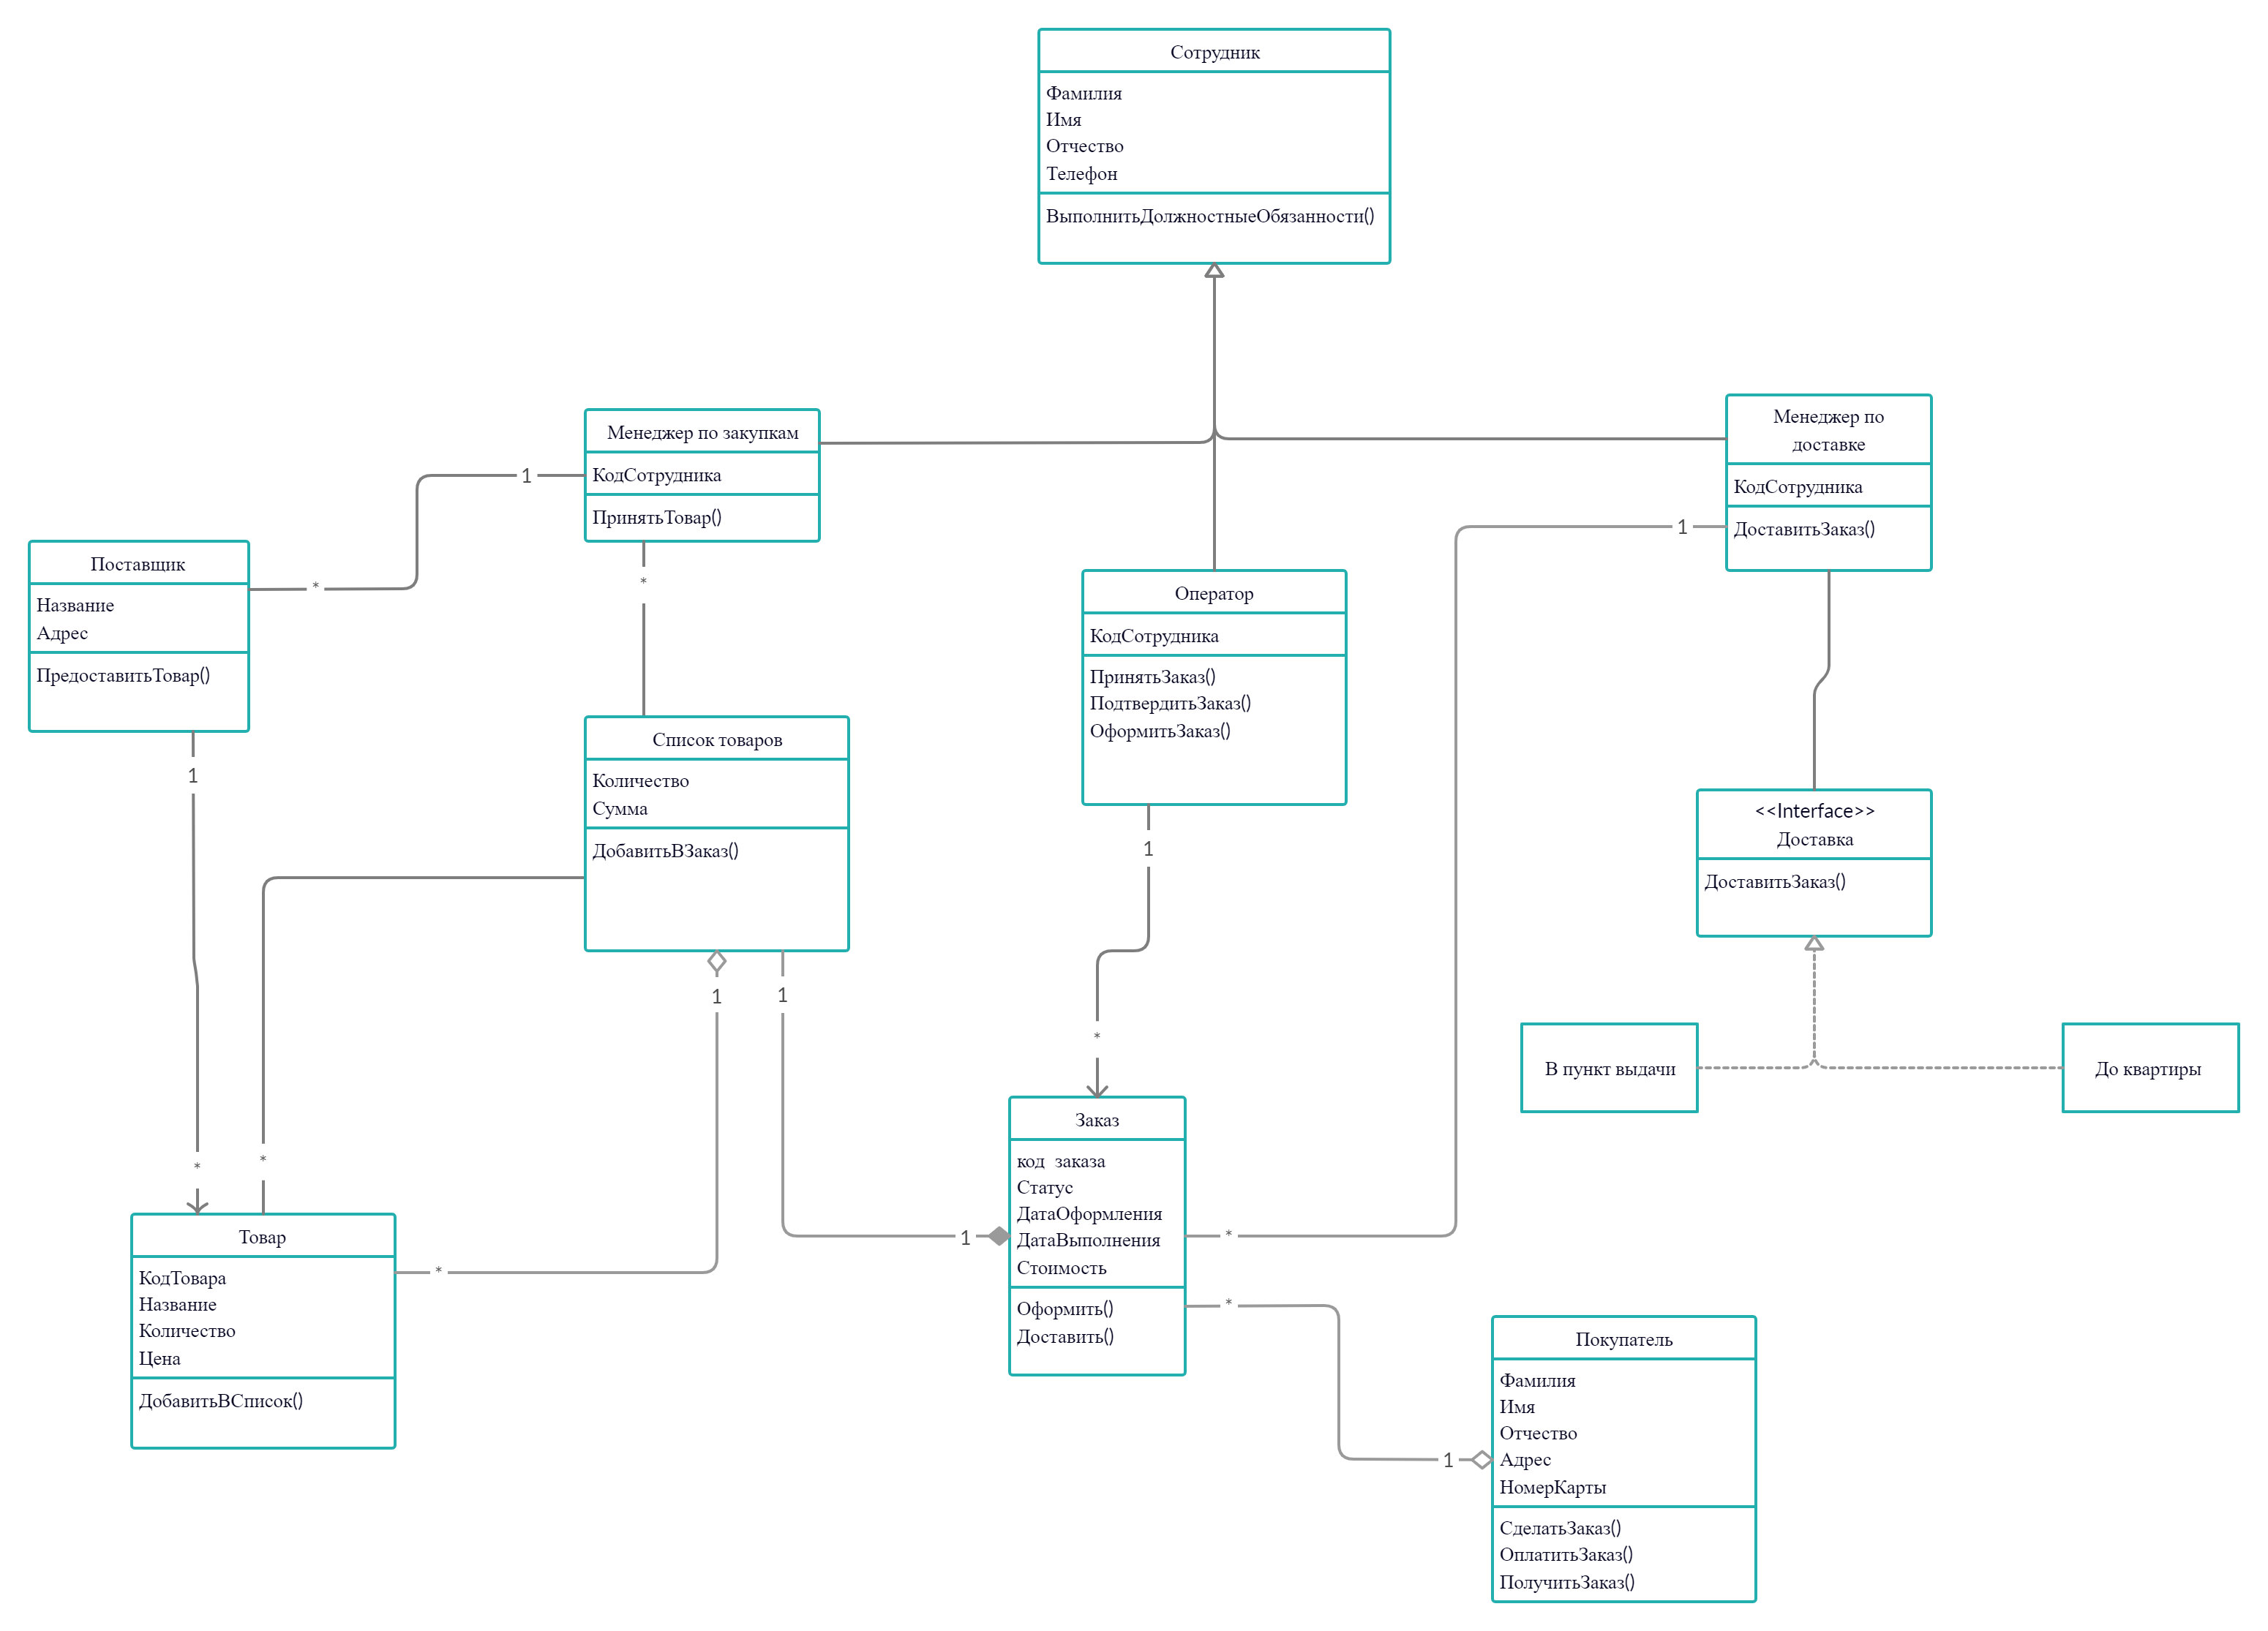 Сотрудник
Фамилия
Имя
Отчество
Телефон
ВыполнитьДолжностныеОбязанности()
Менеджер по закупкам
КодСотрудника
ПринятьТовар()
Менеджер по
доставке
КодСотрудника
ДоставитьЗаказ()
1
*
1
*
Поставщик
Название
Адрес
ПредоставитьТовар()
Оператор
КодСотрудника
ПринятьЗаказ()
ПодтвердитьЗаказ()
ОформитьЗаказ()
1
Список товаров
Количество
Сумма
ДобавитьВЗаказ()
1
<<Interface>>
Доставка
ДоставитьЗаказ()
1
1
*
В пункт выдачи
До квартиры
*
*
Заказ
код  заказа
Статус
ДатаОформления
ДатаВыполнения
Стоимость
Оформить()
Доставить()
1
*
*
Товар
КодТовара
Название
Количество
Цена
ДобавитьВСписок()
*
1
Покупатель
Фамилия
Имя
Отчество
Адрес
НомерКарты
СделатьЗаказ()
ОплатитьЗаказ()
ПолучитьЗаказ()